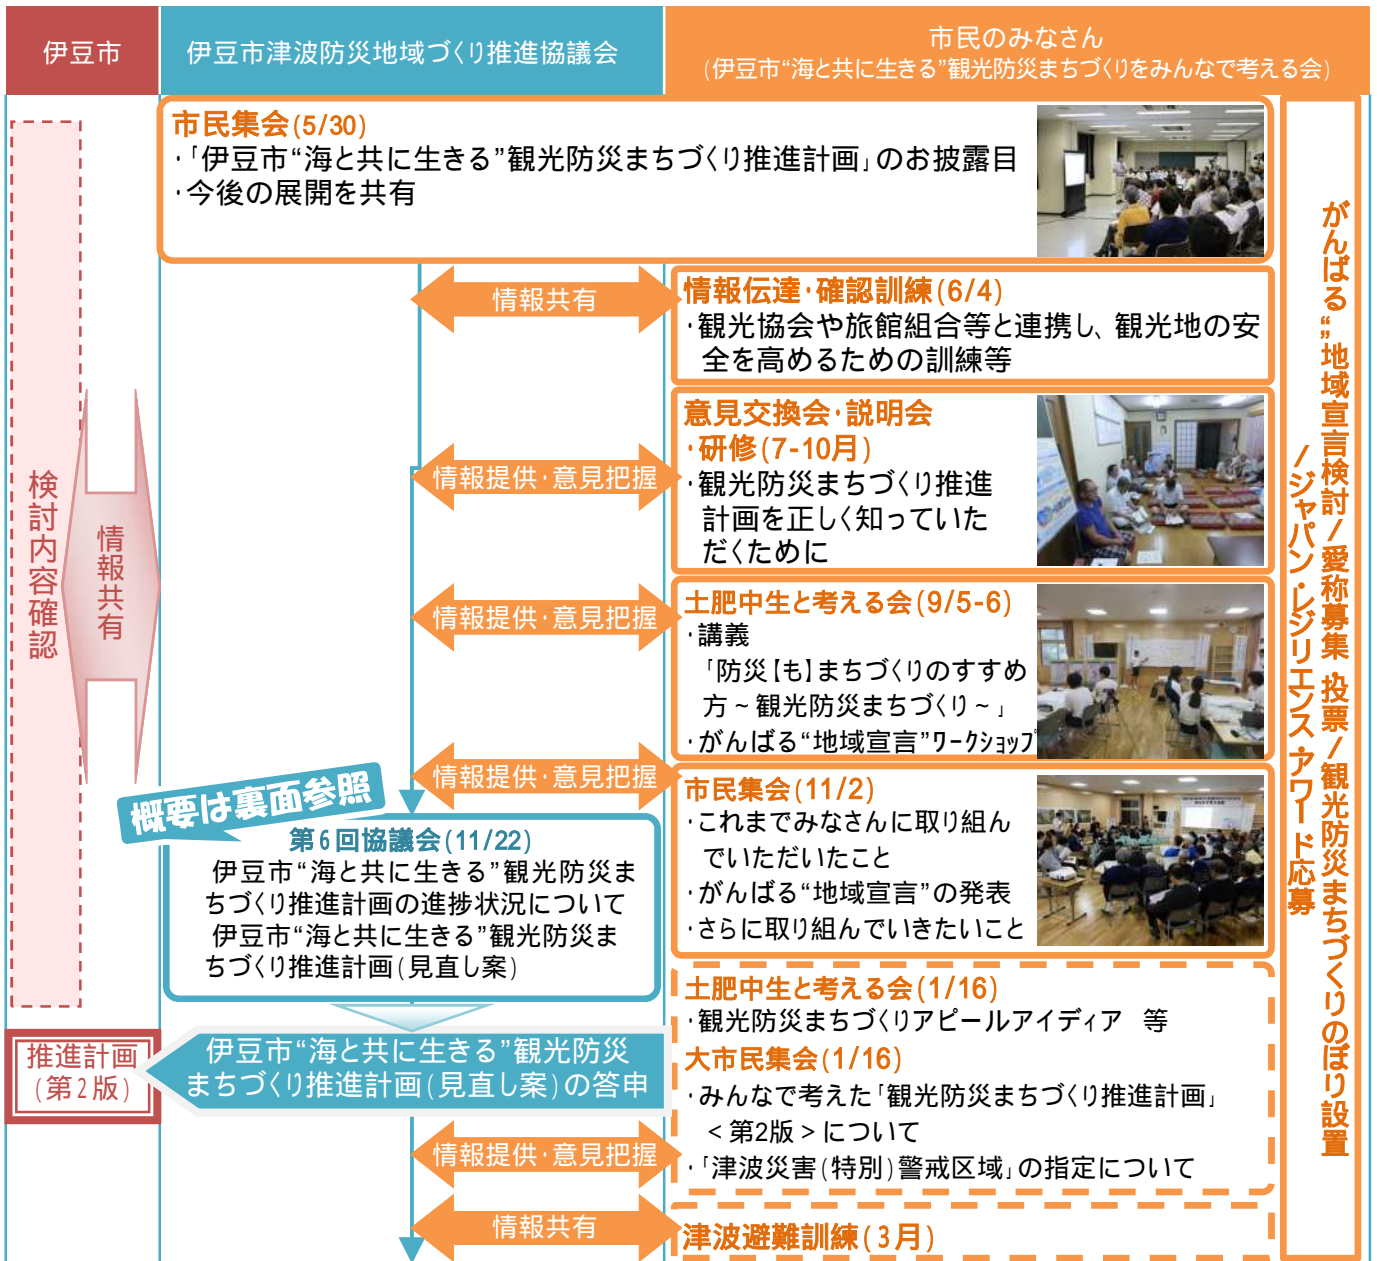 伊豆市
伊豆市津波防災地域づくり推進協議会
市民のみなさん
(伊豆市“海と共に生きる”観光防災まちづくりをみんなで考える会)
市民集会(5/30)
・「伊豆市“海と共に生きる”観光防災まちづくり推進計画」のお披露目
・今後の展開を共有
情報共有
情報伝達・確認訓練(6/4)
・観光協会や旅館組合等と連携し、観光地の安
全を高めるための訓練等
意見交換会・説明会
・研修(7-10月)
・観光防災まちづくり推進
計画を正しく知っていた
だくために
情報提供・意見把握
土肥中生と考える会(9/5-6)
・講義
「防災【も】まちづくりのすすめ
方~観光防災まちづくり~」
・がんばる“地域宣言”ワークショップ
情報提供・意見把握
情報提供・意見把握
市民集会(11/2)
・これまでみなさんに取り組ん
でいただいたこと
・がんばる“地域宣言”の発表
・さらに取り組んでいきたいこと
検討内容確認
情報共有
概要は裏面参照
第6回協議会(11/22)
伊豆市“海と共に生きる”観光防災ま
ちづくり推進計画の進捗状況について
伊豆市“海と共に生きる”観光防災ま
ちづくり推進計画(見直し案)
推進計画
(第2版)
伊豆市“海と共に生きる”観光防災
まちづくり推進計画(見直し案)の答申
土肥中生と考える会(1/16)
・観光防災まちづくりアピールアイディア 等
大市民集会(1/16)
・みんなで考えた「観光防災まちづくり推進計画」
<第2版>について
・「津波災害(特別)警戒区域」の指定について
情報提供・意見把握
情報共有
津波避難訓練(3月)
がんばる“地域宣言検討/愛称募集・投票/観光防災まちづくりのぼり設置
/ジャパン・レジリエンス・アワード応募